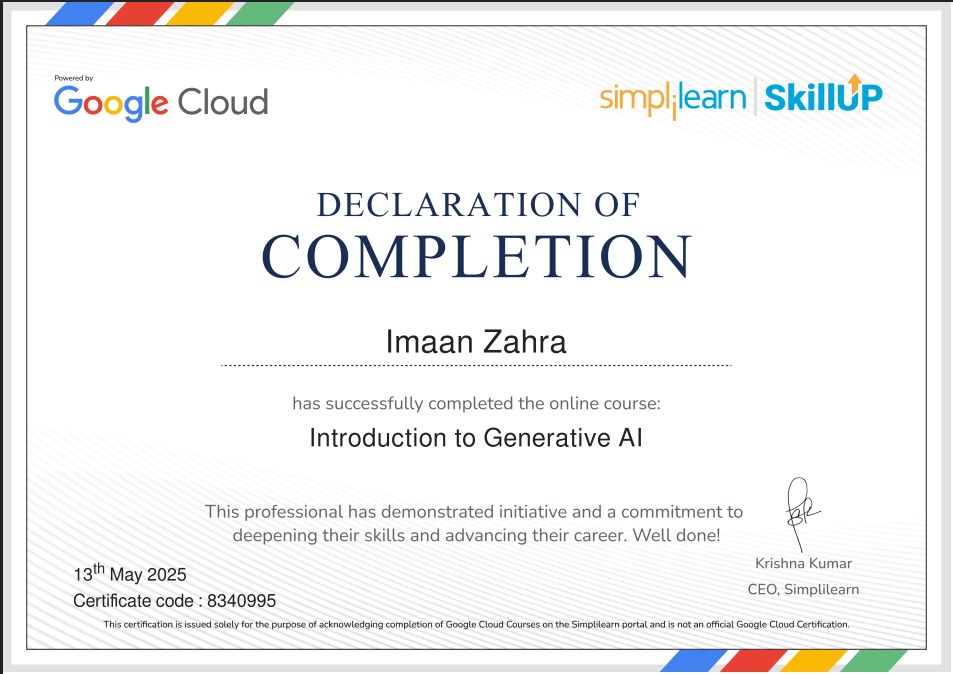 Powered by
Google Cloud
simplilearn | SkillUP
DECLARATION OF
COMPLETION
Imaan Zahra
has successfully completed the online course:
Introduction to Generative AI
This professional has demonstrated initiative and a commitment to
deepening their skills and advancing their career. Well done!
13th May 2025
Certificate code : 8340995
Krishna Kumar
CEO, Simplilearn
This certification is issued solely for the purpose of acknowledging completion of Google Cloud Courses on the Simplilearn portal and is not an official Google Cloud Certification.